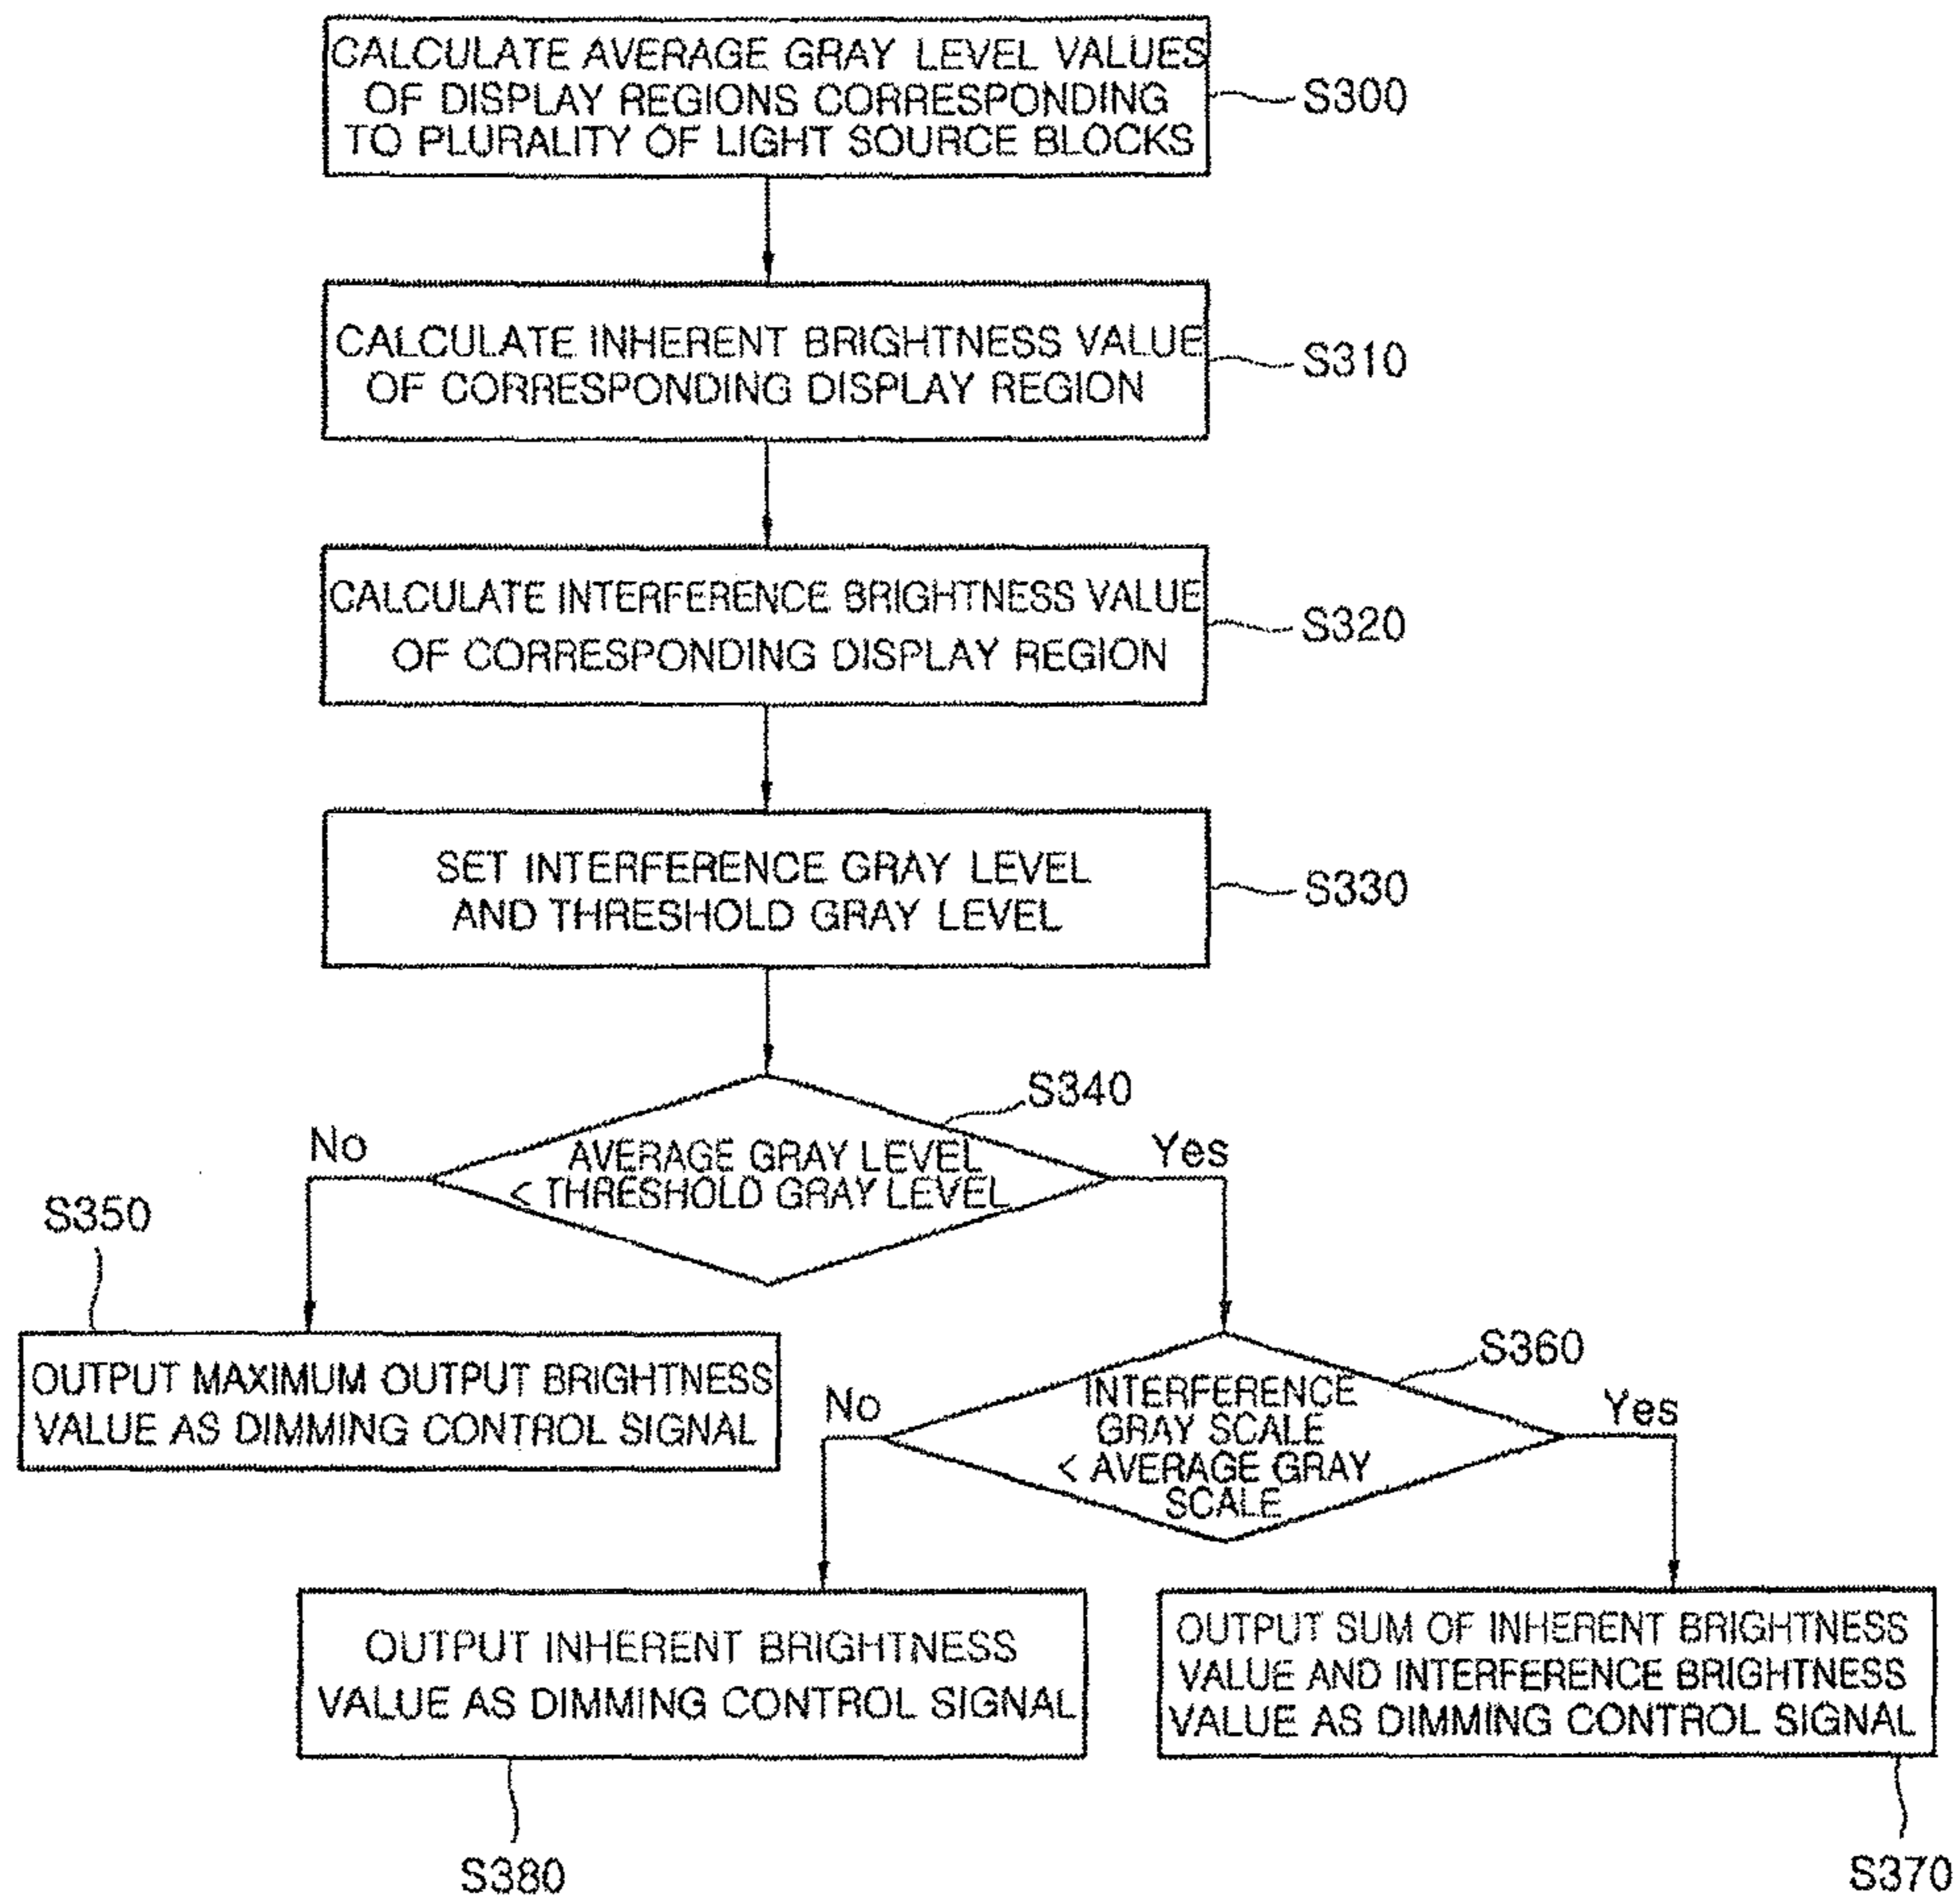 CALCULATE AVERAGE GRAY LEVEL VALUES
OF DISPLAY REGIONS CORRESPONDING
TO PLURALITY OF LIGHT SOURCE BLOCKS
S300
CALCULATE INHERENT BRIGHTNESS VALUE
OF CORRESPONDING DISPLAY REGION
S310
CALCULATE INTERFERENCE BRIGHTNESS VALUE
OF CORRESPONDING DISPLAY REGION
S320
SET INTERFERENCE GRAY LEVEL
AND THRESHOLD GRAY LEVEL
S330
S340
No
AVERAGE GRAY LEVEL
< THRESHOLD GRAY LEVEL
Yes
S350
OUTPUT MAXIMUM OUTPUT BRIGHTNESS
VALUE AS DIMMING CONTROL SIGNAL
S360
No
INTERFERENCE
GRAY SCALE
< AVERAGE GRAY
SCALE
Yes
OUTPUT INHERENT BRIGHTNESS
VALUE AS DIMMING CONTROL SIGNAL
S380
OUTPUT SUM OF INHERENT BRIGHTNESS
VALUE AND INTERFERENCE BRIGHTNESS
VALUE AS DIMMING CONTROL SIGNAL
S370